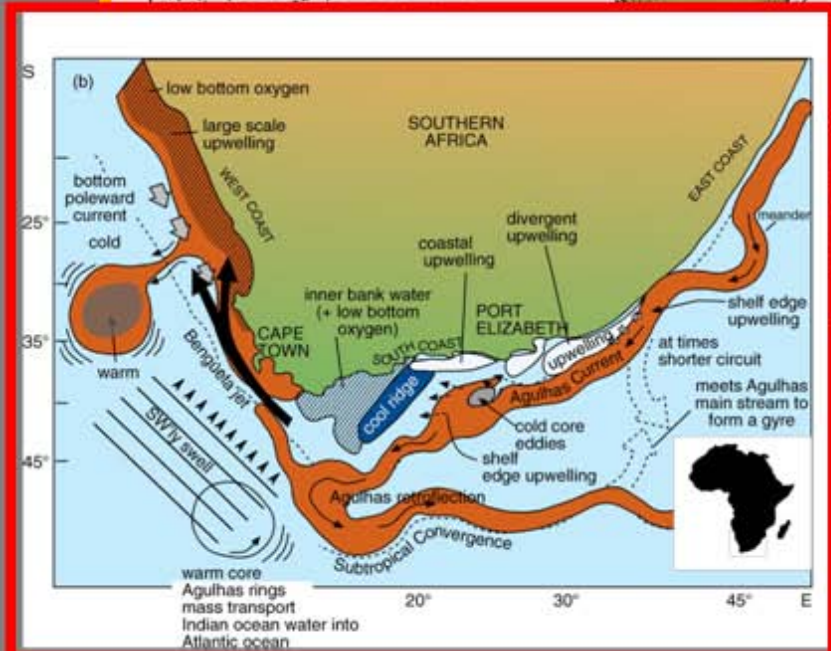 S
(b)
low bottom oxygen
large scale
upwelling
SOUTHERN
AFRICA
WEST COAST
EAST COAST
bottom
poleward
current
cold
25°
meander
divergent
upwelling
coastal
upwelling
inner bank water
(+ low bottom
oxygen)
PORT
ELIZABETH
shelf edge
upwelling
35°
CAPE
TOWN
SOUTH COAST
upwelling
at times
shorter circuit
warm
Benguela jet
Agulhas Current
meets Agulhas
main stream to
form a gyre
cool ridge
cold core
eddies
SW'ly swell
45°
shelf
edge upwelling
Agulhas retroflection
Subtropical Convergence
warm core
Agulhas rings
mass transport
Indian ocean water into
Atlantic ocean
20°
30°
45°
E